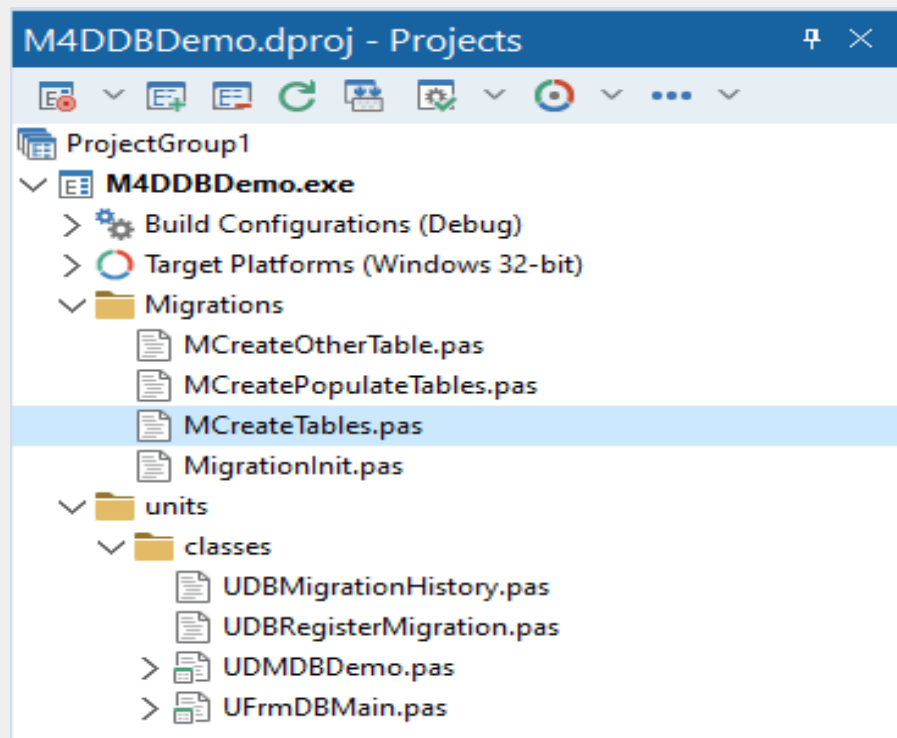 M4DDBDemo.dproj - Projects
ProjectGroup1
M4DDBDemo.exe
Build Configurations (Debug)
Target Platforms (Windows 32-bit)
Migrations
MCreateOtherTable.pas
MCreatePopulateTables.pas
MCreateTables.pas
MigrationInit.pas
units
classes
UDBMigrationHistory.pas
UDBRegisterMigration.pas
UDMDBDemo.pas
UFrmDBMain.pas